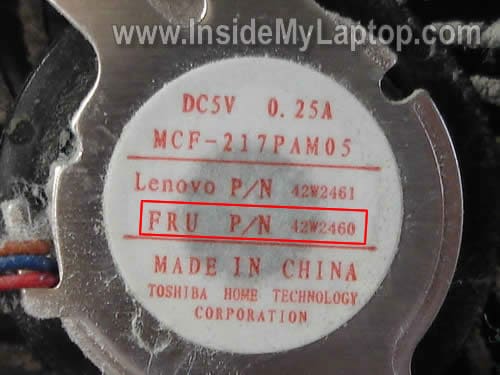 www.InsideMyLaptop.com
DC5V 0.25A
MCF-217PAM05
Lenovo P/N 42W2461
FRU P/N 42W2460
MADE IN CHINA
TOSHIBA HOME TECHNOLOGY
CORPORATION